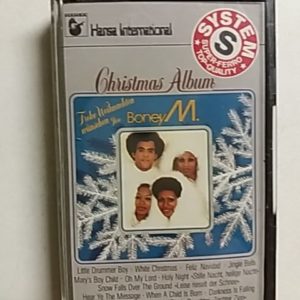 Hansa International
SYSTEM
S
SUPER-FERRO
TOP-QUALITY
Christmas Album
Frohe Weihnachten
wünschen
Boney M.
Little Drummer Boy · White Christmas · Feliz Navidad · Jingle Bells
Mary's Boy Child · Oh My Lord · Holy Night «Stille Nacht, heilige Nacht»
Snow Falls Over The Ground «Leise rieselt der Schnee»
Hear Ye The Message · When A Child Is Born · Darkness Is Falling